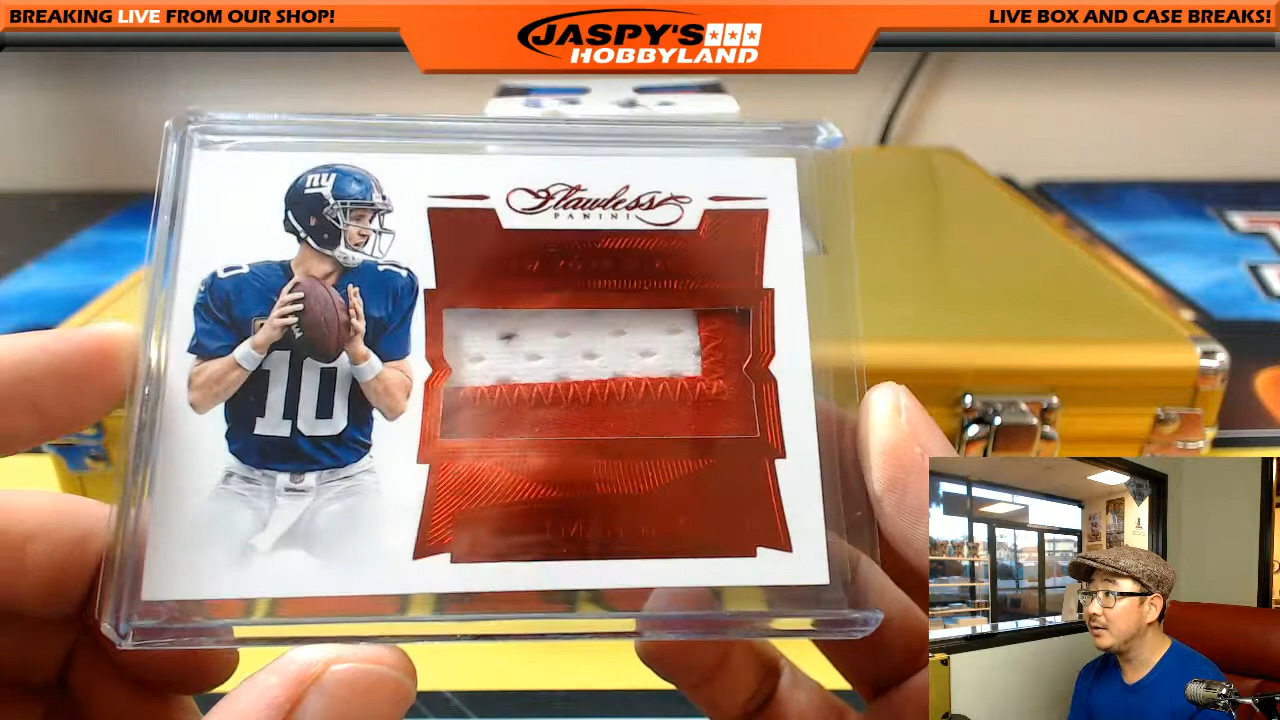 BREAKING LIVE FROM OUR SHOP!
JASPY'S
HOBBYLAND
LIVE BOX AND CASE BREAKS!
Flawless
PANINI
ny
10
10